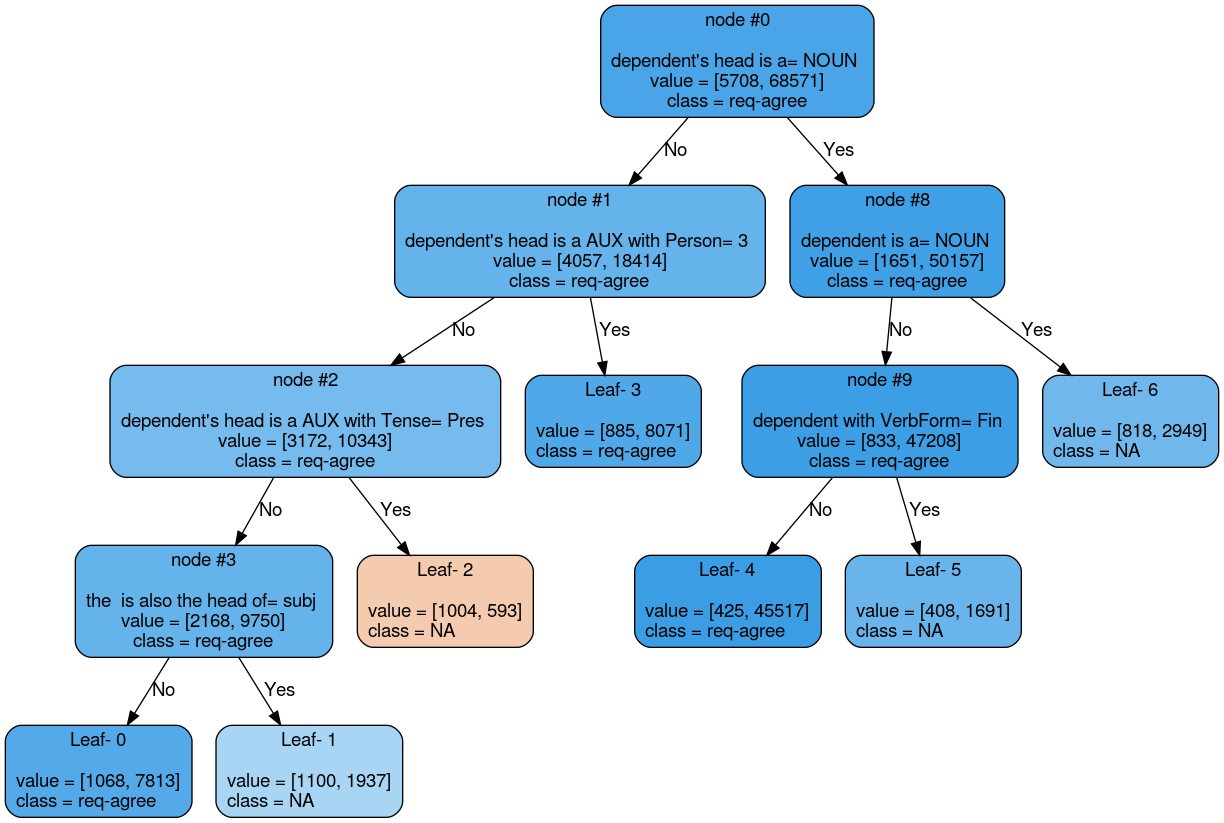 node #0
dependent's head is a= NOUN
value = [5708, 68571]
class = req-agree
No
Yes
node #1
dependent's head is a AUX with Person= 3
value = [4057, 18414]
class = req-agree
node #8
dependent is a= NOUN
value = [1651, 50157]
class = req-agree
No
Yes
No
Yes
node #2
dependent's head is a AUX with Tense= Pres
value = [3172, 10343]
class = req-agree
Leaf- 3
value = [885, 8071]
class = req-agree
node #9
dependent with VerbForm= Fin
value = [833, 47208]
class = req-agree
Leaf- 6
value = [818, 2949]
class = NA
No
Yes
No
Yes
node #3
the  is also the head of= subj
value = [2168, 9750]
class = req-agree
Leaf- 2
value = [1004, 593]
class = NA
Leaf- 4
value = [425, 45517]
class = req-agree
Leaf- 5
value = [408, 1691]
class = NA
No
Yes
Leaf- 0
value = [1068, 7813]
class = req-agree
Leaf- 1
value = [1100, 1937]
class = NA